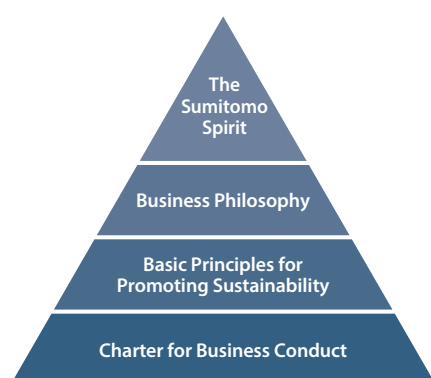 The
Sumitomo
Spirit
Business Philosophy
Basic Principles for
Promoting Sustainability
Charter for Business Conduct